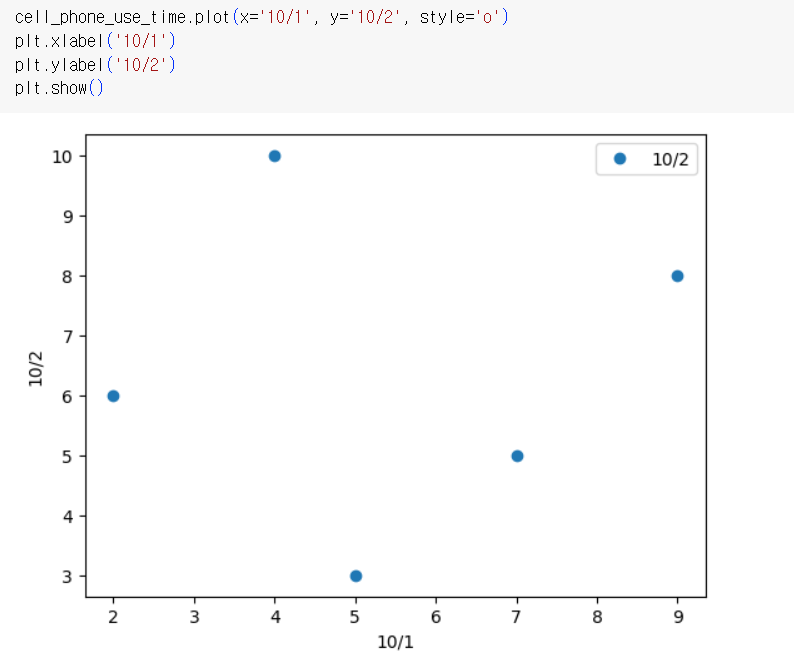 cell_phone_use_time.plot(x='10/1', y='10/2', style='o')
plt.xlabel('10/1')
plt.ylabel('10/2')
plt.show()
10/2
10
9
8
7
6
5
4
3
10/2
2 3 4 5 6 7 8 9
10/1